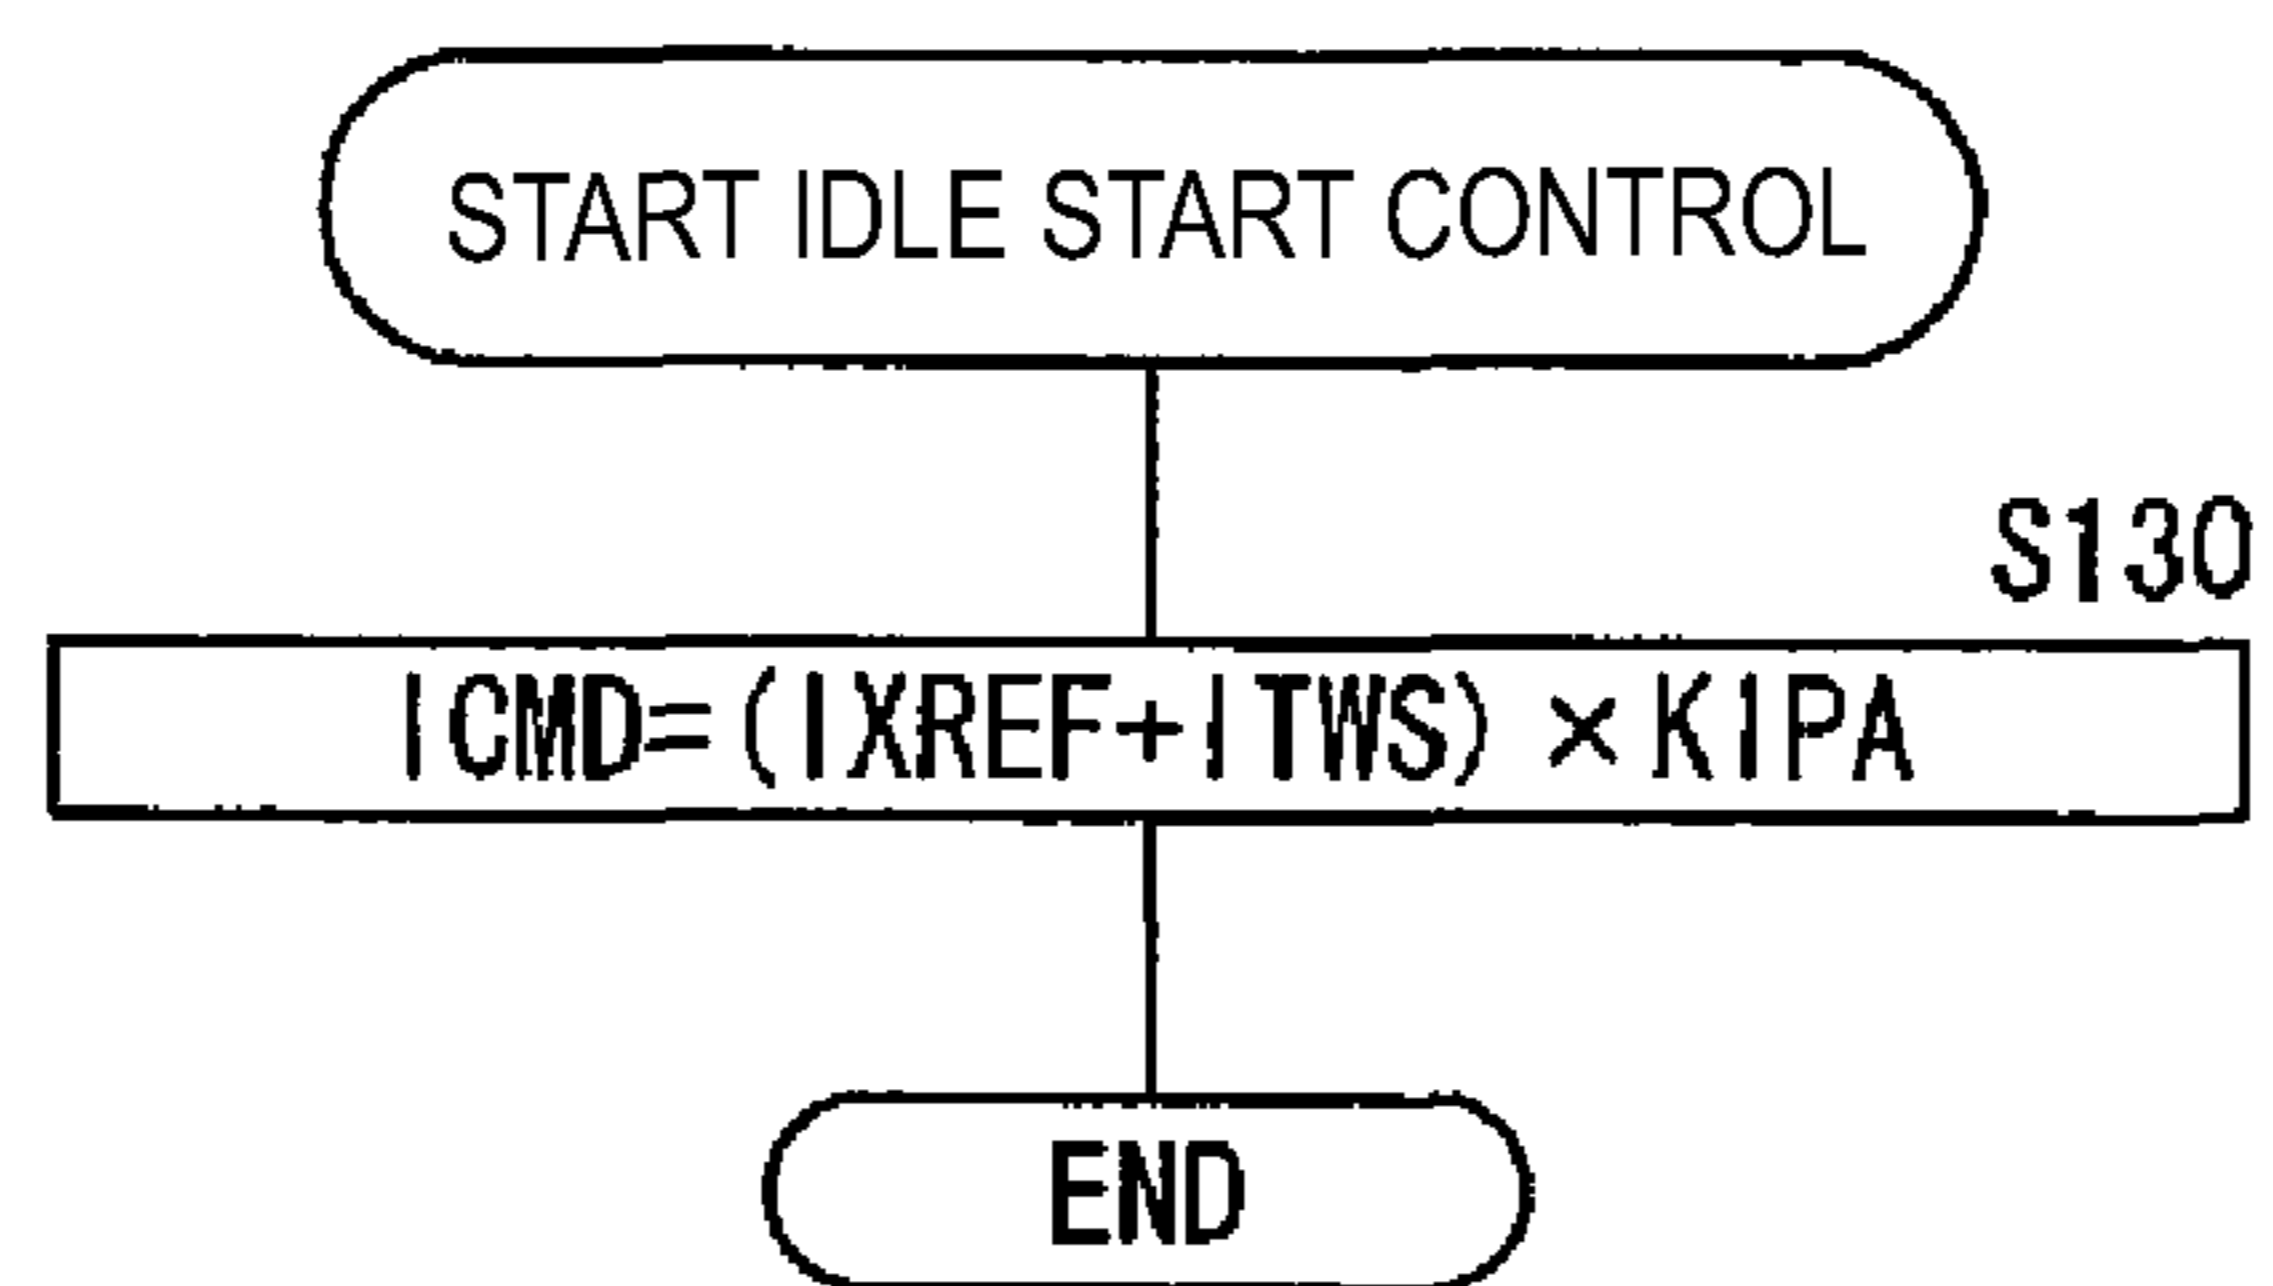 START IDLE START CONTROL
S130
ICMD=(IXREF+ITWS)×KIPA
END